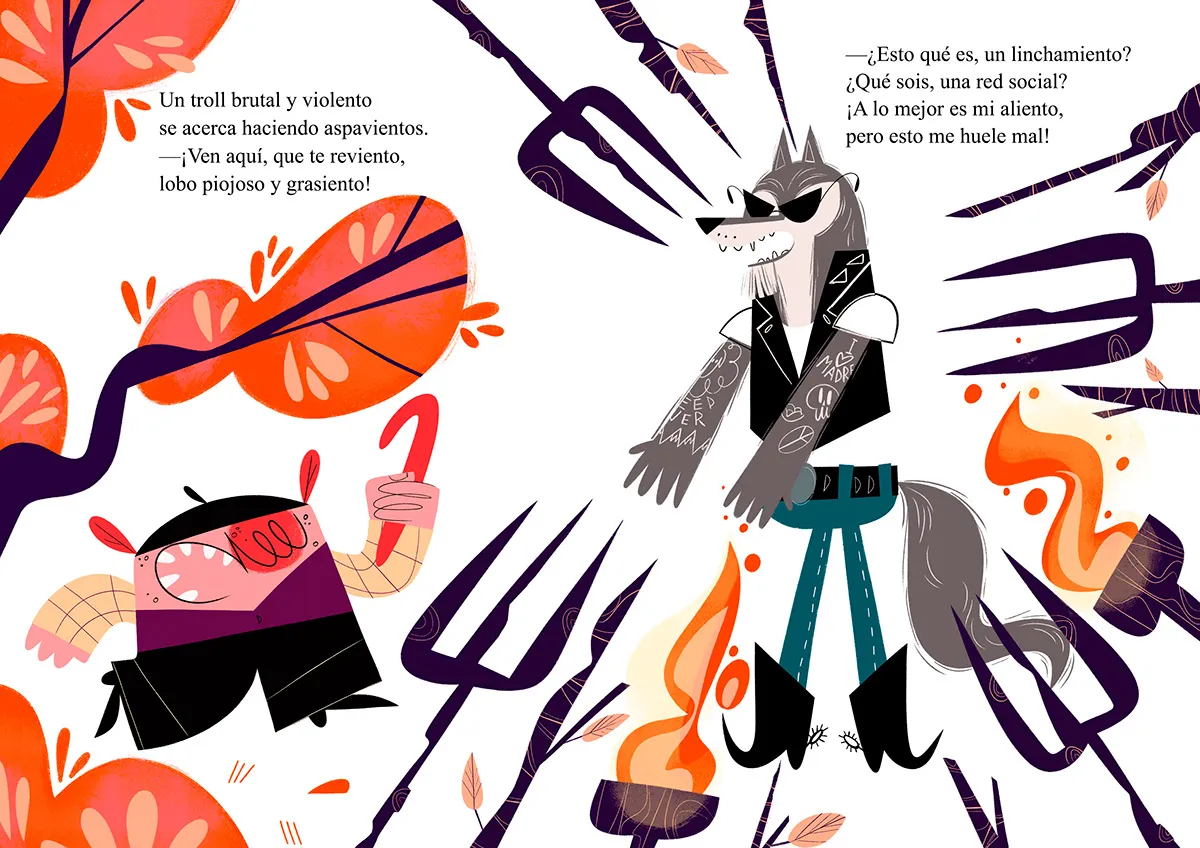 Un troll brutal y violento
se acerca haciendo aspavientos.
—¡Ven aquí, que te reviento,
lobo piojoso y grasiento!
—¿Esto qué es, un linchamiento?
¿Qué sois, una red social?
¡A lo mejor es mi aliento,
pero esto me huele mal!
MADRE